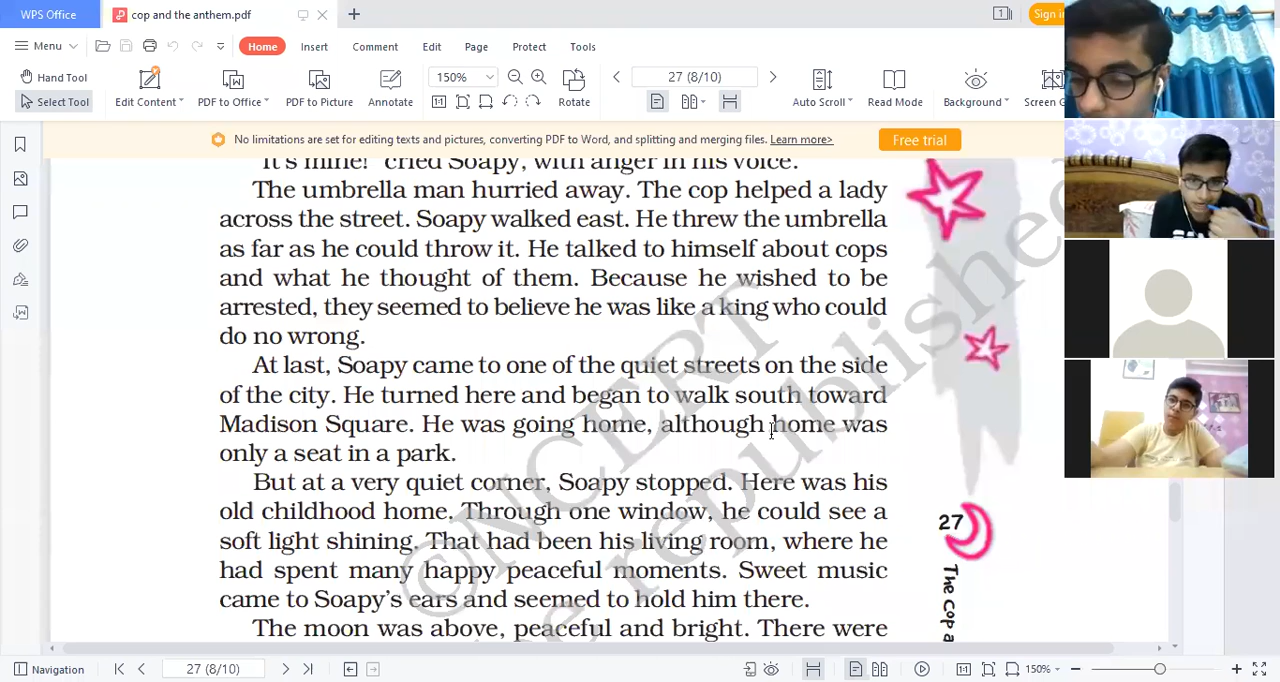 WPS Office
cop and the anthem.pdf
1
Sign in
Menu
Home
Insert
Comment
Edit
Page
Protect
Tools
Hand Tool
Select Tool
Edit Content
PDF to Office
PDF to Picture
Annotate
150%
27 (8/10)
Rotate
Auto Scroll
Read Mode
Background
Screen G
No limitations are set for editing texts and pictures, converting PDF to Word, and splitting and merging files. Learn more>
Free trial
"It's mine!" cried Soapy, with anger in his voice.
The umbrella man hurried away. The cop helped a lady
across the street. Soapy walked east. He threw the umbrella
as far as he could throw it. He talked to himself about cops
and what he thought of them. Because he wished to be
arrested, they seemed to believe he was like a king who could
do no wrong.
At last, Soapy came to one of the quiet streets on the side
of the city. He turned here and began to walk south toward
Madison Square. He was going home, although home was
only a seat in a park.
But at a very quiet corner, Soapy stopped. Here was his
old childhood home. Through one window, he could see a
soft light shining. That had been his living room, where he
had spent many happy peaceful moments. Sweet music
came to Soapy's ears and seemed to hold him there.
The moon was above, peaceful and bright. There were
27
The Cop a
©NCERT
be republished
Navigation
27 (8/10)
150%